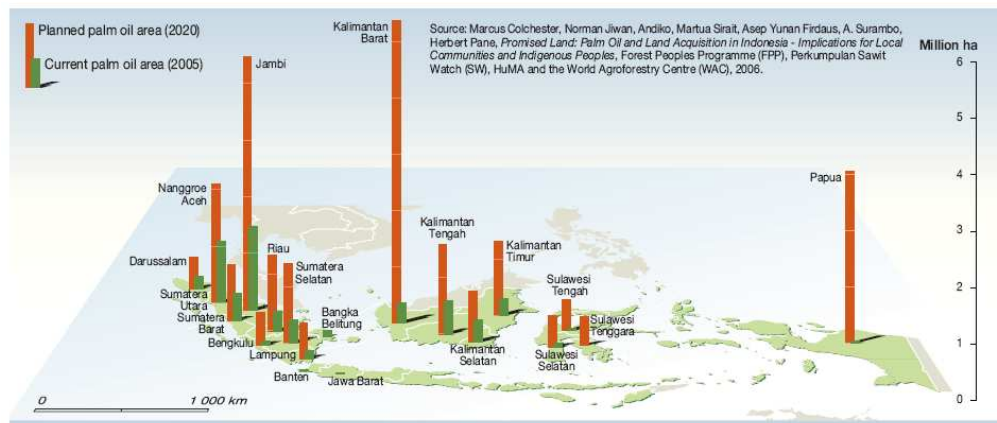 Planned palm oil area (2020)
Current palm oil area (2005)
Source: Marcus Colchester, Norman Jiwan, Andiko, Martua Sirait, Asep Yunan Firdaus, A. Surambo,
Herbert Pane, Promised Land: Palm Oil and Land Acquisition in Indonesia - Implications for Local
Communities and Indigenous Peoples, Forest Peoples Programme (FPP), Perkumpulan Sawit
Watch (SW), HuMA and the World Agroforestry Centre (WAC), 2006.
Million ha
6
5
4
3
2
1
0
Kalimantan
Barat
Jambi
Papua
Nanggroe
Aceh
Kalimantan
Tengah
Kalimantan
Timur
Darussalam
Riau
Sumatera
Selatan
Sulawesi
Tengah
Sumatera
Utara
Sumatera
Barat
Bangka
Belitung
Sulawesi
Tenggara
Bengkulu
Lampung
Kalimantan
Selatan
Sulawesi
Selatan
Banten
Jawa Barat
0
1 000 km